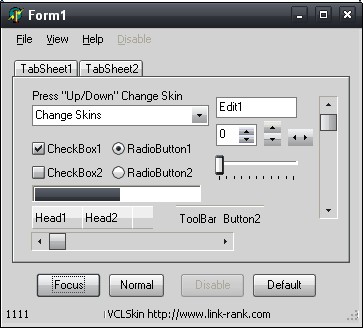 Form1
File View Help Disable
TabSheet1 TabSheet2
Press "Up/Down" Change Skin
Edit1
Change Skins
0
CheckBox1 RadioButton1
CheckBox2 RadioButton2
Head1 Head2 ToolBar Button2
Focus Normal Disable Default
1111 VCLSkin http://www.link-rank.com